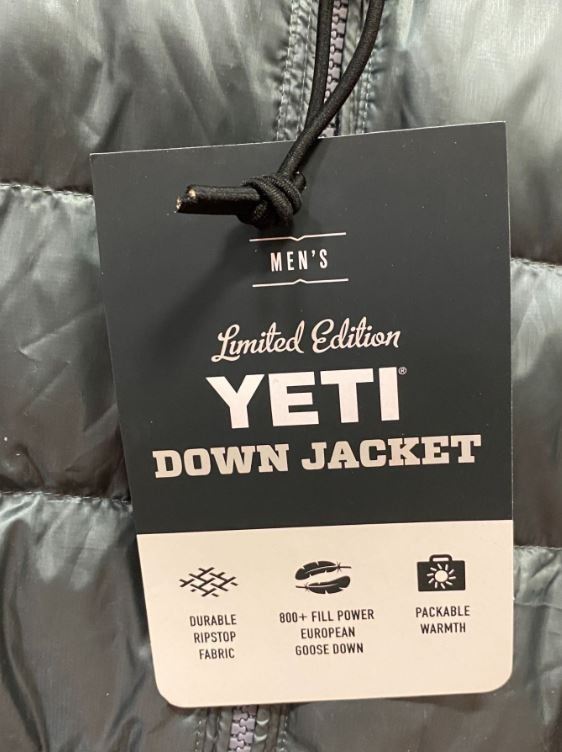 MEN'S
Limited Edition
YETI®
DOWN JACKET
DURABLE
RIPSTOP
FABRIC
800+ FILL POWER
EUROPEAN
GOOSE DOWN
PACKABLE
WARMTH